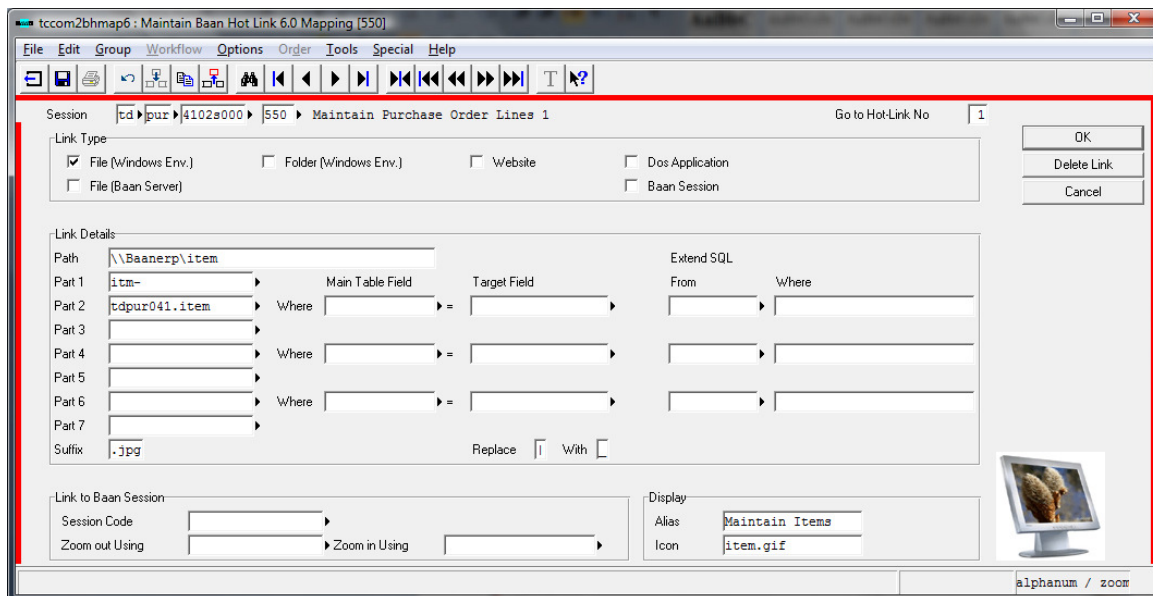 tccom2bhmap6 : Maintain Baan Hot Link 6.0 Mapping [550]
File Edit Group Workflow Options Order Tools Special Help
T ?
Session td pur 4102s000 550 Maintain Purchase Order Lines 1 Go to Hot-Link No 1
OK
Link Type
File (Windows Env.) Folder (Windows Env.) Website Dos Application
Delete Link
File (Baan Server) Baan Session
Cancel
Link Details
Path \\Baanerp\item Extend SQL
Part 1 itm- Main Table Field Target Field From Where
Part 2 tdpur041.item Where =
Part 3
Part 4 Where =
Part 5
Part 6 Where =
Part 7
Suffix .jpg Replace | With _
Link to Baan Session Display
Session Code Alias Maintain Items
Zoom out Using Zoom in Using Icon item.gif
alphanum / zoom